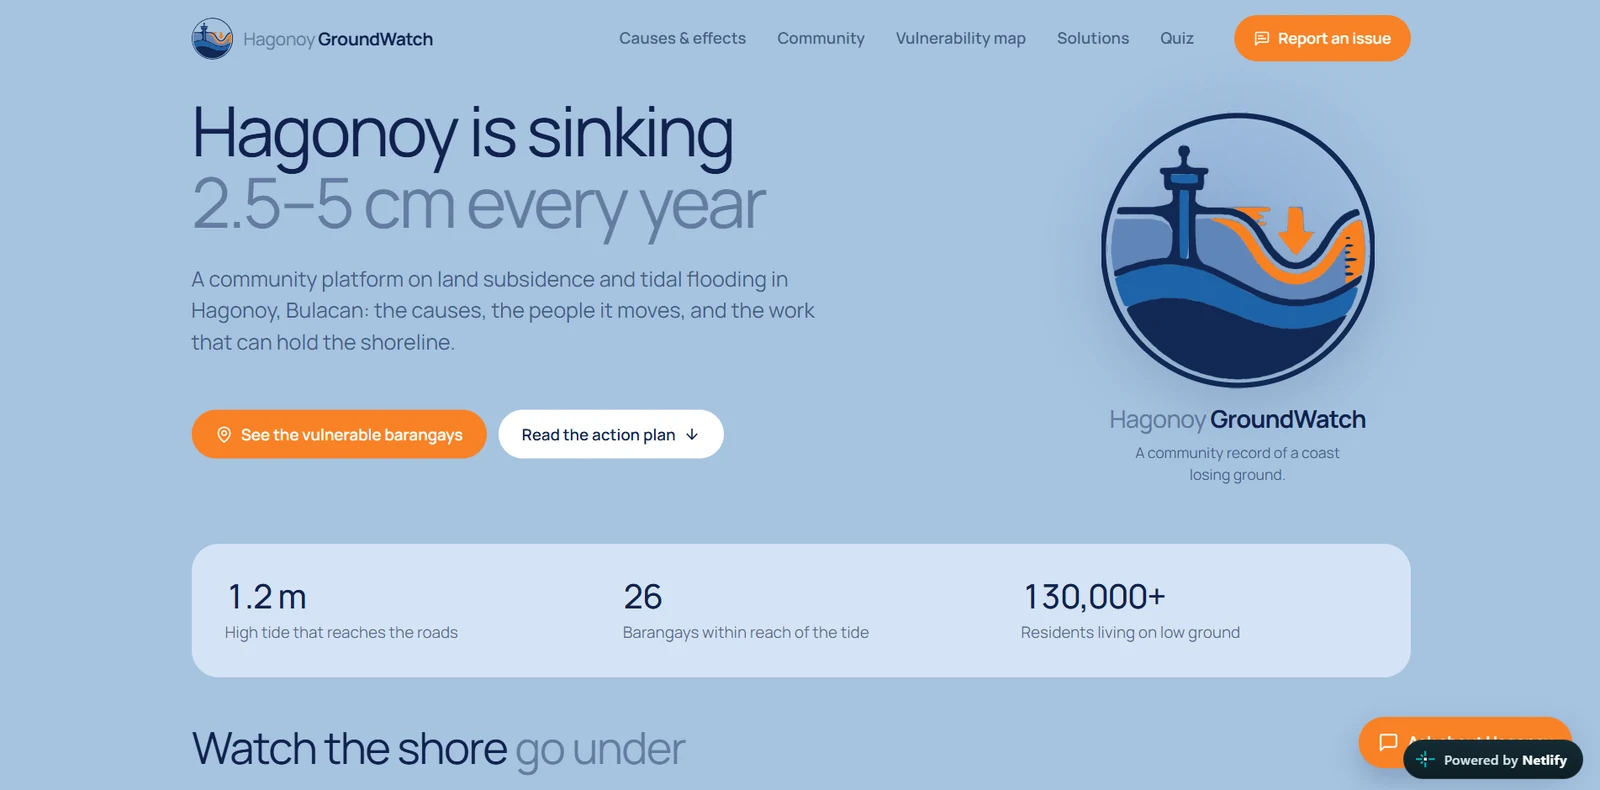 Hagonoy GroundWatch
Causes & effects
Community
Vulnerability map
Solutions
Quiz
Report an issue
Hagonoy is sinking
2.5–5 cm every year
A community platform on land subsidence and tidal flooding in
Hagonoy, Bulacan: the causes, the people it moves, and the work
that can hold the shoreline.
See the vulnerable barangays
Read the action plan
Hagonoy GroundWatch
A community record of a coast
losing ground.
1.2 m
High tide that reaches the roads
26
Barangays within reach of the tide
130,000+
Residents living on low ground
Watch the shore go under
Powered by Netlify